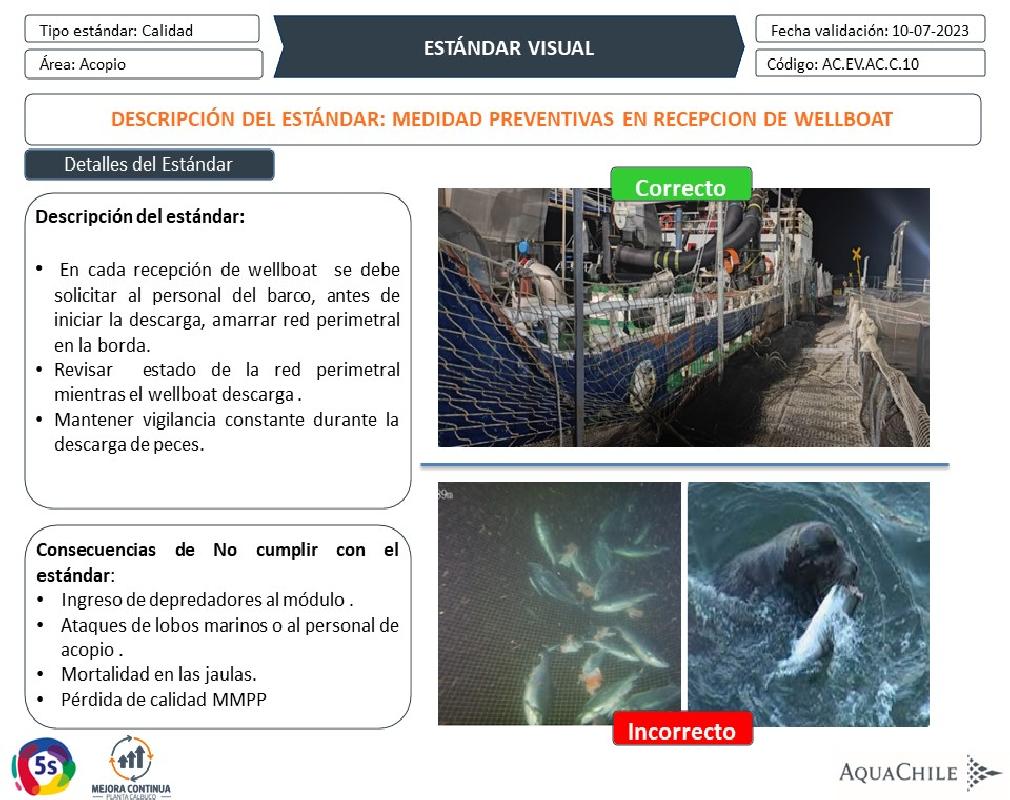 Tipo estándar: Calidad
Área: Acopio
ESTÁNDAR VISUAL
Fecha validación: 10-07-2023
Código: AC.EV.AC.C.10
DESCRIPCIÓN DEL ESTÁNDAR: MEDIDAD PREVENTIVAS EN RECEPCION DE WELLBOAT
Detalles del Estándar
Descripción del estándar:
• En cada recepción de wellboat se debe
solicitar al personal del barco, antes de
iniciar la descarga, amarrar red perimetral
en la borda.
• Revisar estado de la red perimetral
mientras el wellboat descarga .
• Mantener vigilancia constante durante la
descarga de peces.
Consecuencias de No cumplir con el
estándar:
• Ingreso de depredadores al módulo .
• Ataques de lobos marinos o al personal de
acopio .
• Mortalidad en las jaulas.
• Pérdida de calidad MMPP
Correcto
Incorrecto
5s
MEJORA CONTINUA
PLANTA CALBUCO
AQUACHILE